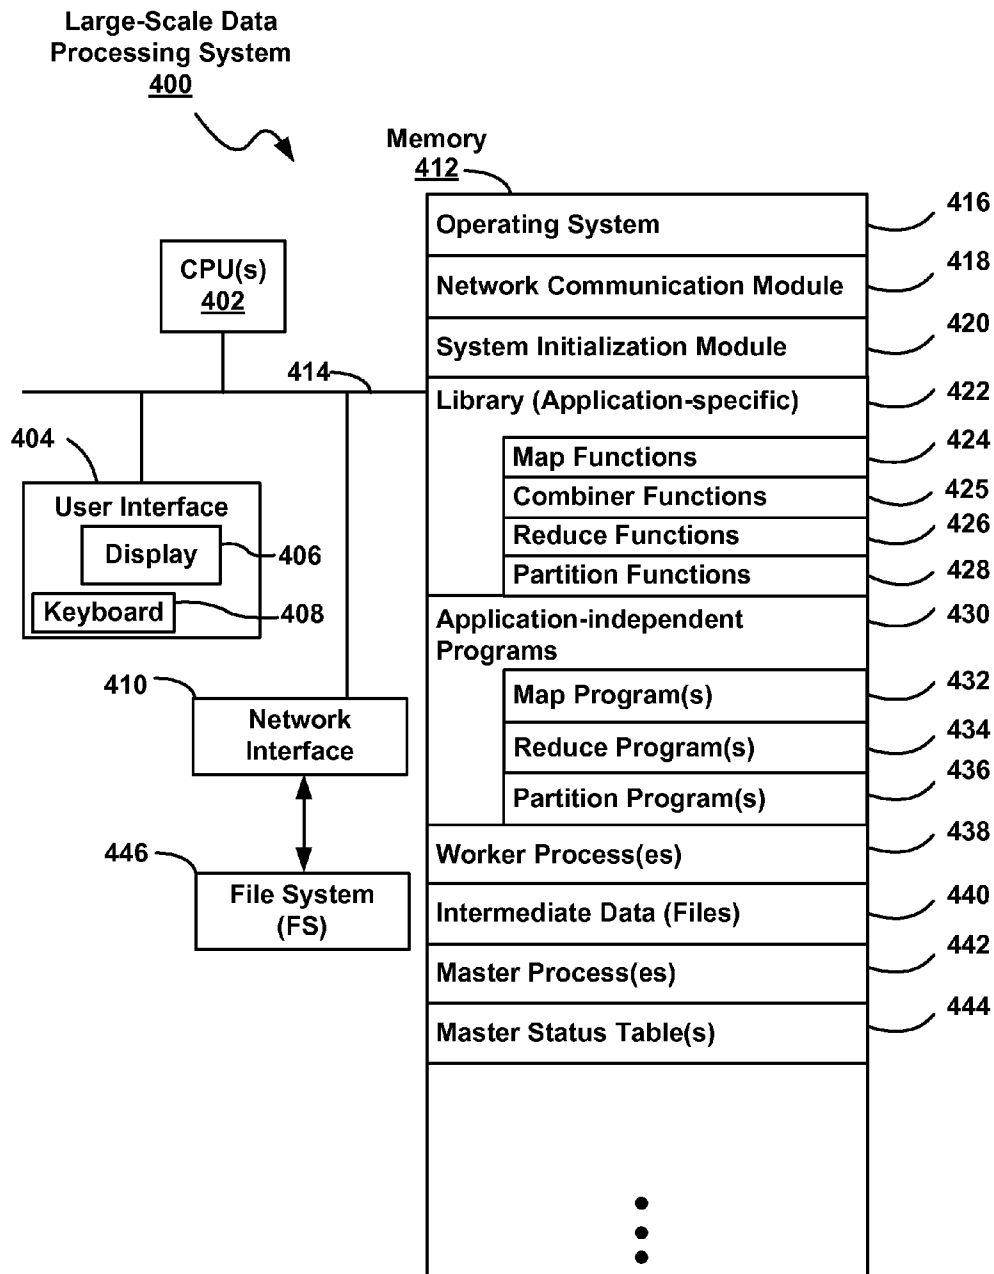 Large-Scale Data
Processing System
400
Memory
412
Operating System
416
CPU(s)
402
Network Communication Module
418
System Initialization Module
420
414
Library (Application-specific)
422
404
Map Functions
424
User Interface
Combiner Functions
425
Display
406
Reduce Functions
426
Partition Functions
428
Keyboard
408
Application-independent
Programs
430
410
Map Program(s)
432
Network
Interface
Reduce Program(s)
434
Partition Program(s)
436
446
Worker Process(es)
438
File System
(FS)
Intermediate Data (Files)
440
Master Process(es)
442
Master Status Table(s)
444